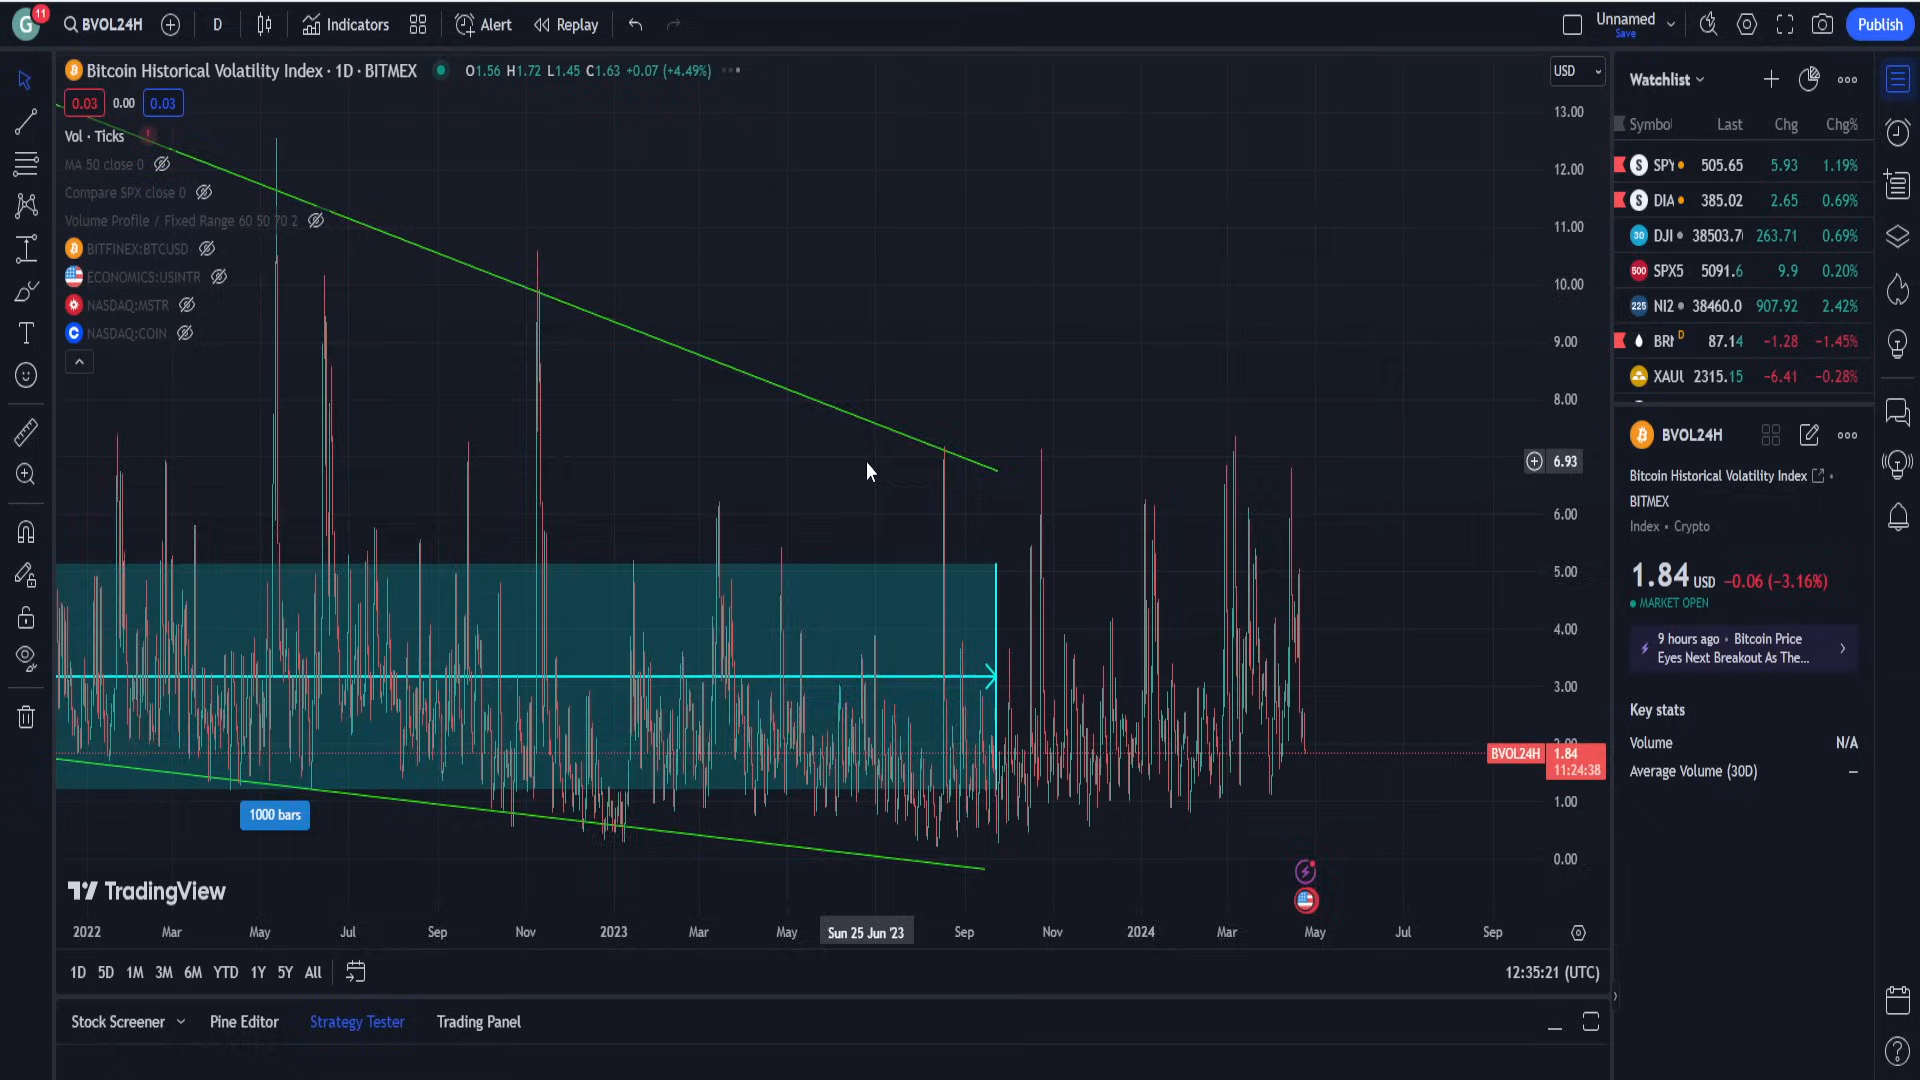 G 11 BVOL24H D Indicators Alert Replay Unnamed Save Publish
Bitcoin Historical Volatility Index · 1D · BITMEX O1.56 H1.72 L1.45 C1.63 +0.07 (+4.49%) USD
0.03 0.00 0.03
Vol · Ticks
MA 50 close 0
Compare SPX close 0
Volume Profile / Fixed Range 60 50 70 2
BITFINEX:BTCUSD
ECONOMICS:USINTR
NASDAQ:MSTR
NASDAQ:COIN
13.00
12.00
11.00
10.00
9.00
8.00
6.93
6.00
5.00
4.00
3.00
2.00
BVOL24H 1.84
11:24:38
1.00
0.00
1000 bars
TradingView
2022 Mar May Jul Sep Nov 2023 Mar May Sun 25 Jun '23 Sep Nov 2024 Mar May Jul Sep
1D 5D 1M 3M 6M YTD 1Y 5Y All 12:35:21 (UTC)
Stock Screener Pine Editor Strategy Tester Trading Panel
Watchlist
Symbol Last Chg Chg%
S SPY 505.65 5.93 1.19%
S DIA 385.02 2.65 0.69%
30 DJI 38503.7 263.71 0.69%
500 SPX5 5091.6 9.9 0.20%
225 NI2 38460.0 907.92 2.42%
BRN D 87.14 −1.28 −1.45%
XAUU 2315.15 −6.41 −0.28%
BVOL24H
Bitcoin Historical Volatility Index
BITMEX
Index • Crypto
1.84 USD −0.06 (−3.16%)
MARKET OPEN
9 hours ago • Bitcoin Price
Eyes Next Breakout As The...
Key stats
Volume N/A
Average Volume (30D) —